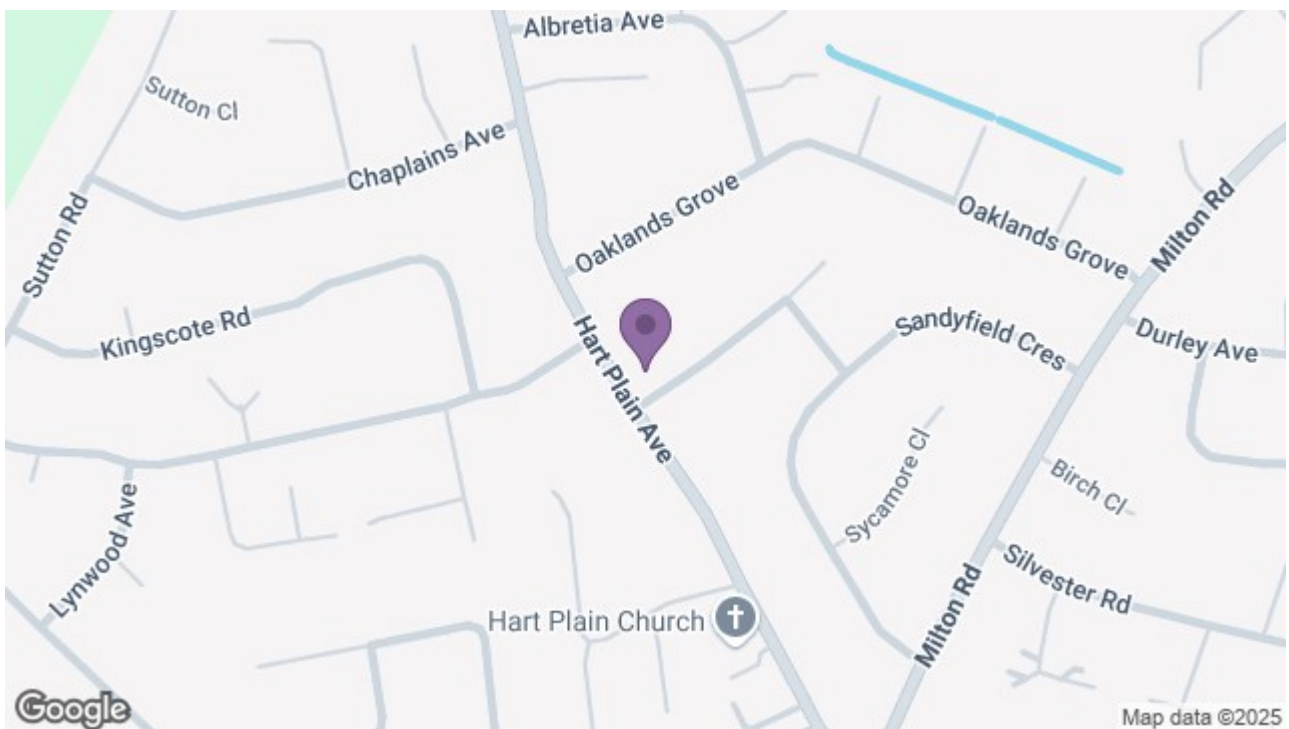 Albretia Ave
Sutton Cl
Chaplains Ave
Oaklands Grove
Oaklands Grove
Milton Rd
Sutton Rd
Kingscote Rd
Hart Plain Ave
Sandyfield Cres
Durley Ave
Sycamore Cl
Birch Cl
Lynwood Ave
Silvester Rd
Milton Rd
Hart Plain Church
Google
Map data ©2025